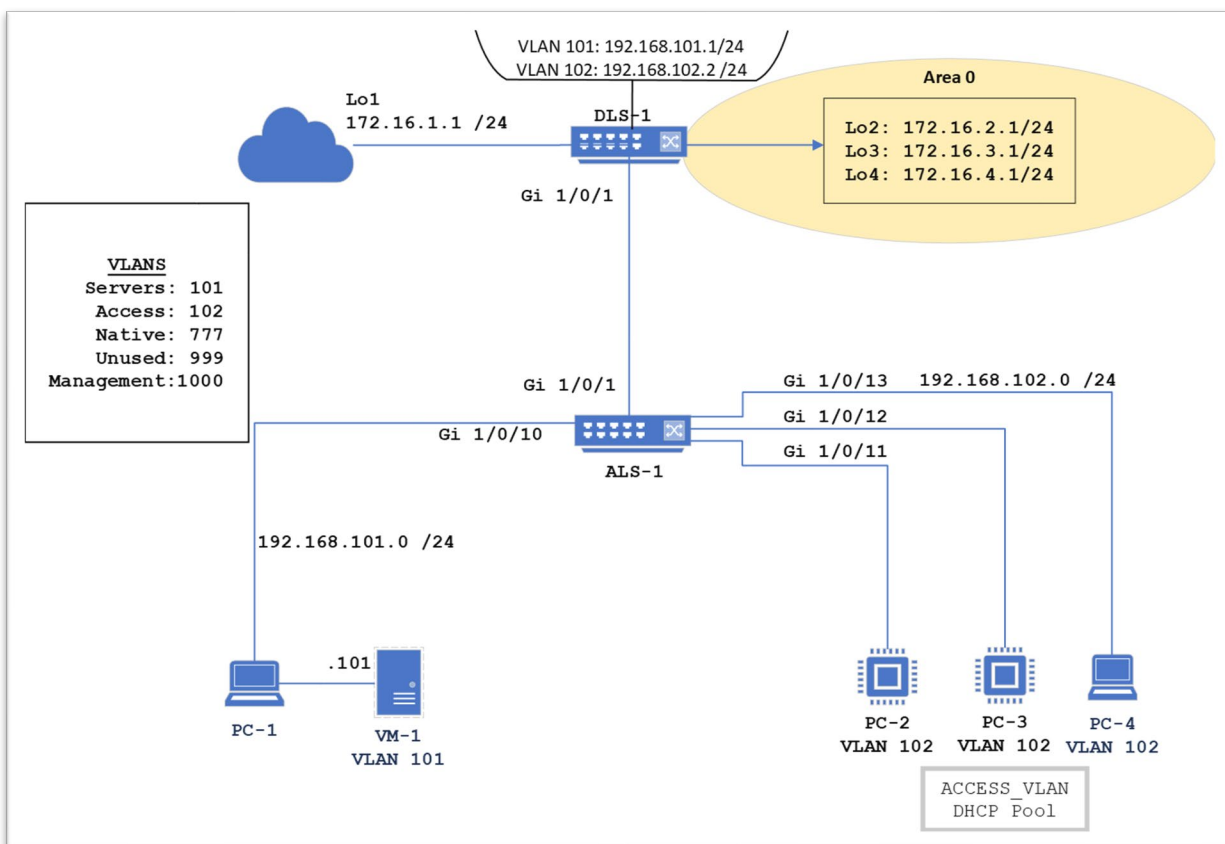 VLAN 101: 192.168.101.1/24
VLAN 102: 192.168.102.2 /24
Area 0
Lo1
172.16.1.1 /24
DLS-1
Lo2: 172.16.2.1/24
Lo3: 172.16.3.1/24
Lo4: 172.16.4.1/24
Gi 1/0/1
VLANS
Servers: 101
Access: 102
Native: 777
Unused: 999
Management:1000
Gi 1/0/1
Gi 1/0/13
192.168.102.0 /24
Gi 1/0/12
Gi 1/0/10
Gi 1/0/11
ALS-1
192.168.101.0 /24
.101
PC-1
VM-1
VLAN 101
PC-2
VLAN 102
PC-3
VLAN 102
PC-4
VLAN 102
ACCESS_VLAN
DHCP Pool